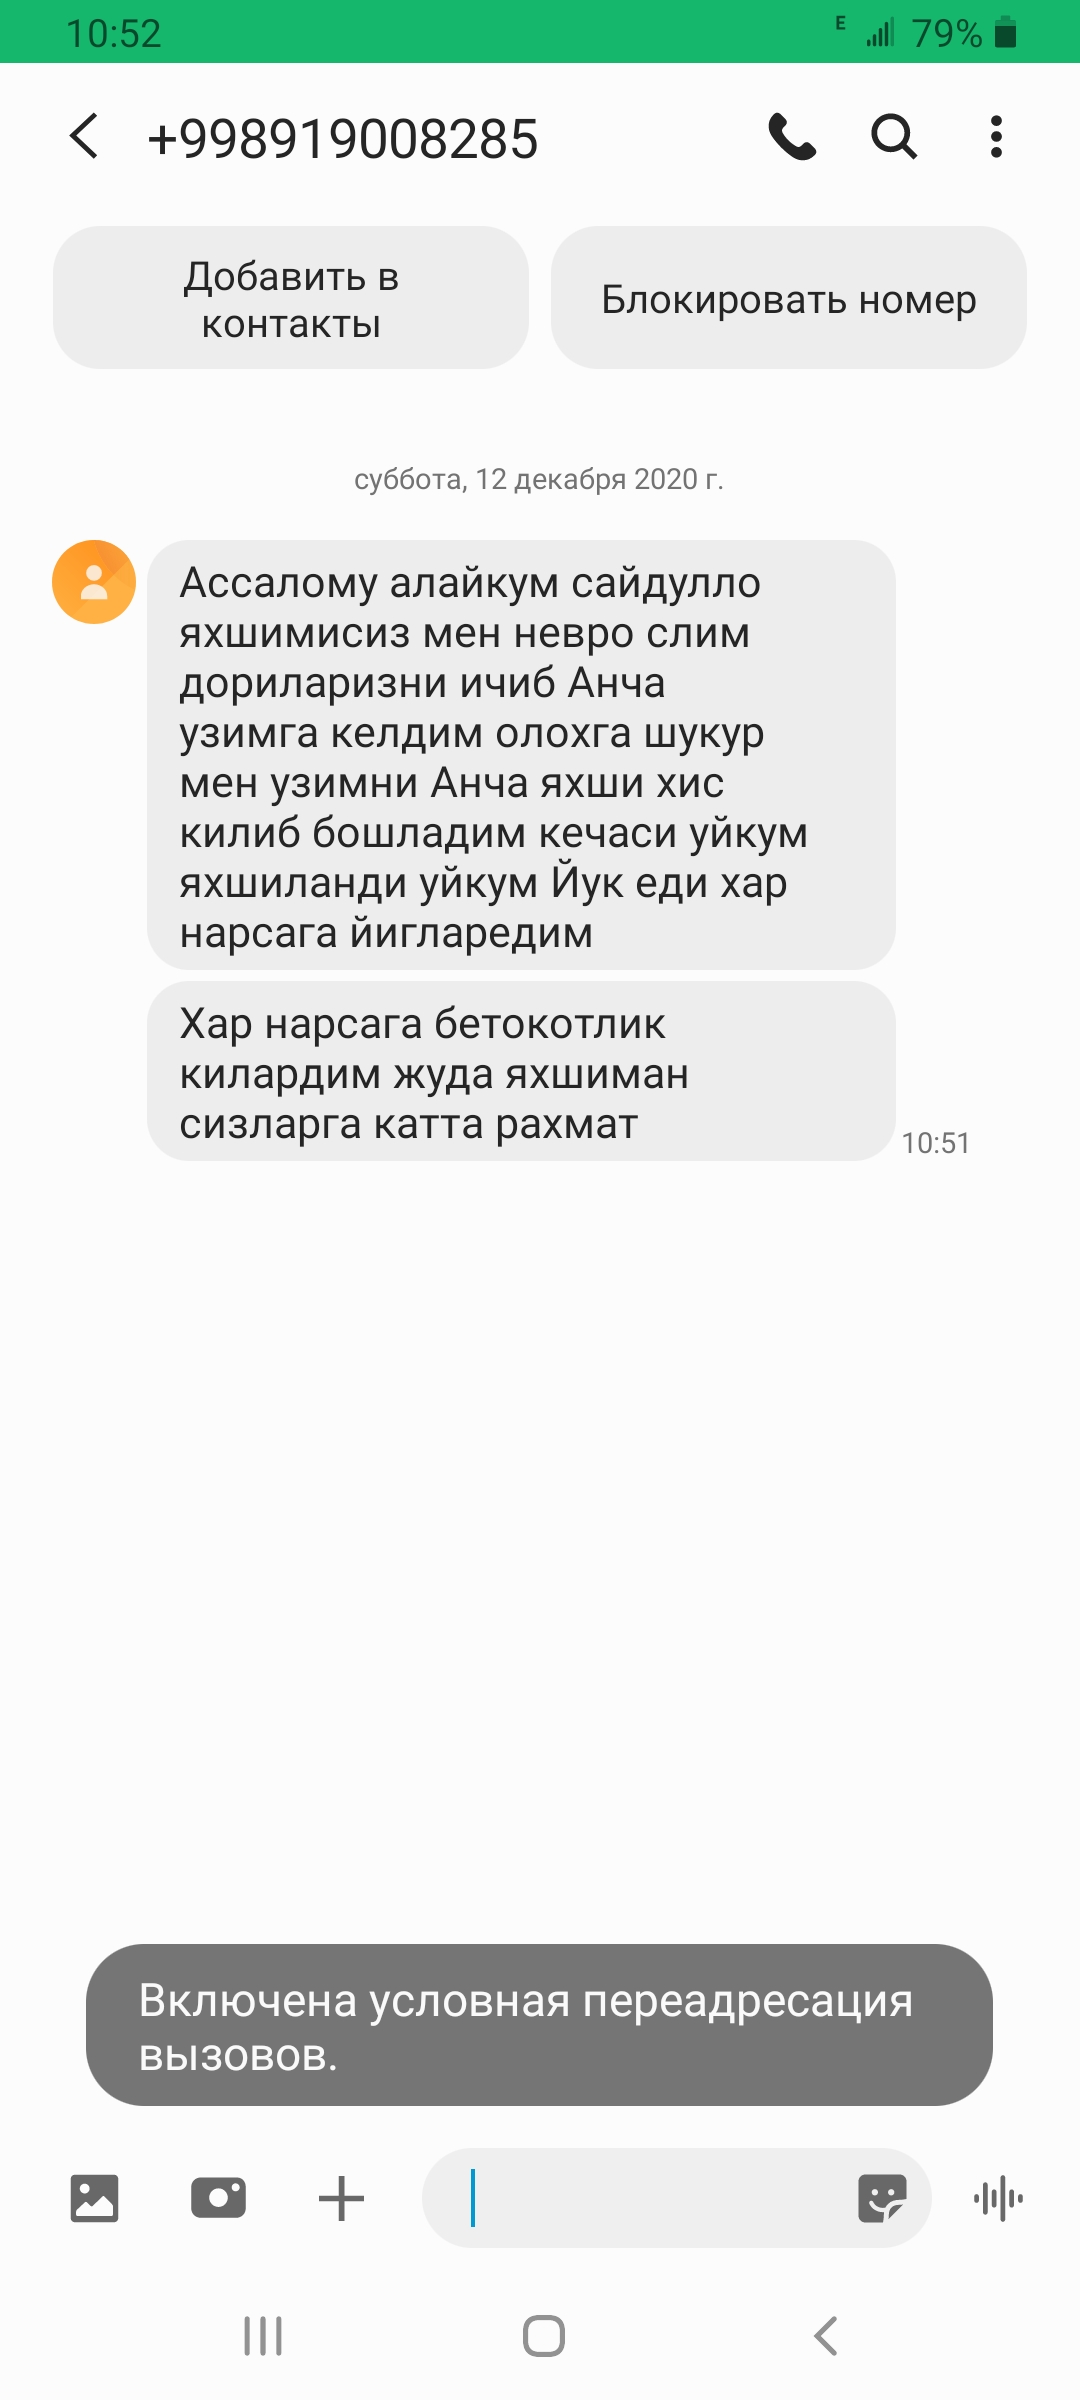 10:52
E
79%
+998919008285
Добавить в
контакты
Блокировать номер
суббота, 12 декабря 2020 г.
Ассалому алайкум сайдулло
яхшимисиз мен невро слим
дориларизни ичиб Анча
узимга келдим олохга шукур
мен узимни Анча яхши хис
килиб бошладим кечаси уйкум
яхшиланди уйкум Йук еди хар
нарсага йигларедим
Хар нарсага бетокотлик
килардим жуда яхшиман
сизларга катта рахмат
10:51
Включена условная переадресация
вызовов.